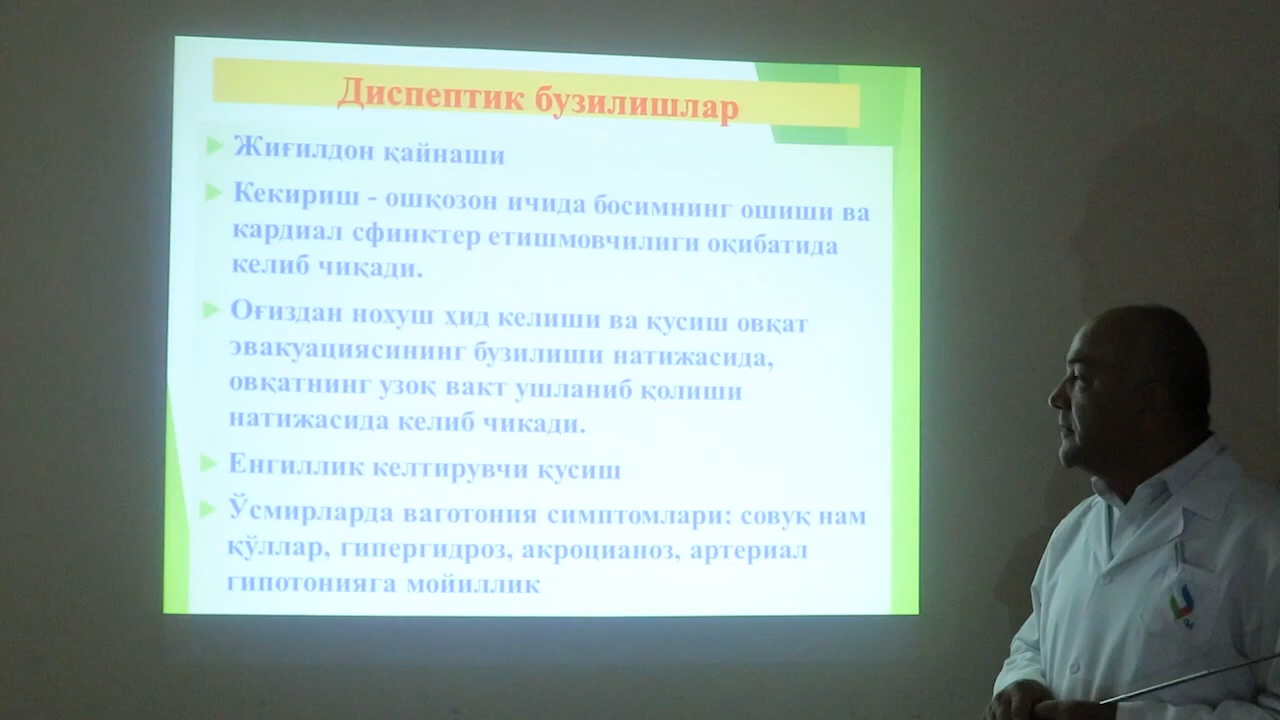 Диспептик бузилишлар
Жиғилдон қайнаши
Кекириш - ошқозон ичида босимнинг ошиши ва
кардиал сфинктер етишмовчилиги оқибатида
келиб чиқади.
Оғиздан нохуш ҳид келиши ва қусиш овқат
эвакуациясининг бузилиши натижасида,
овқатнинг узоқ вакт ушланиб қолиши
натижасида келиб чикади.
Енгиллик келтирувчи қусиш
Ўсмирларда ваготония симптомлари: совуқ нам
қўллар, гипергидроз, акроцианоз, артериал
гипотонияга мойиллик